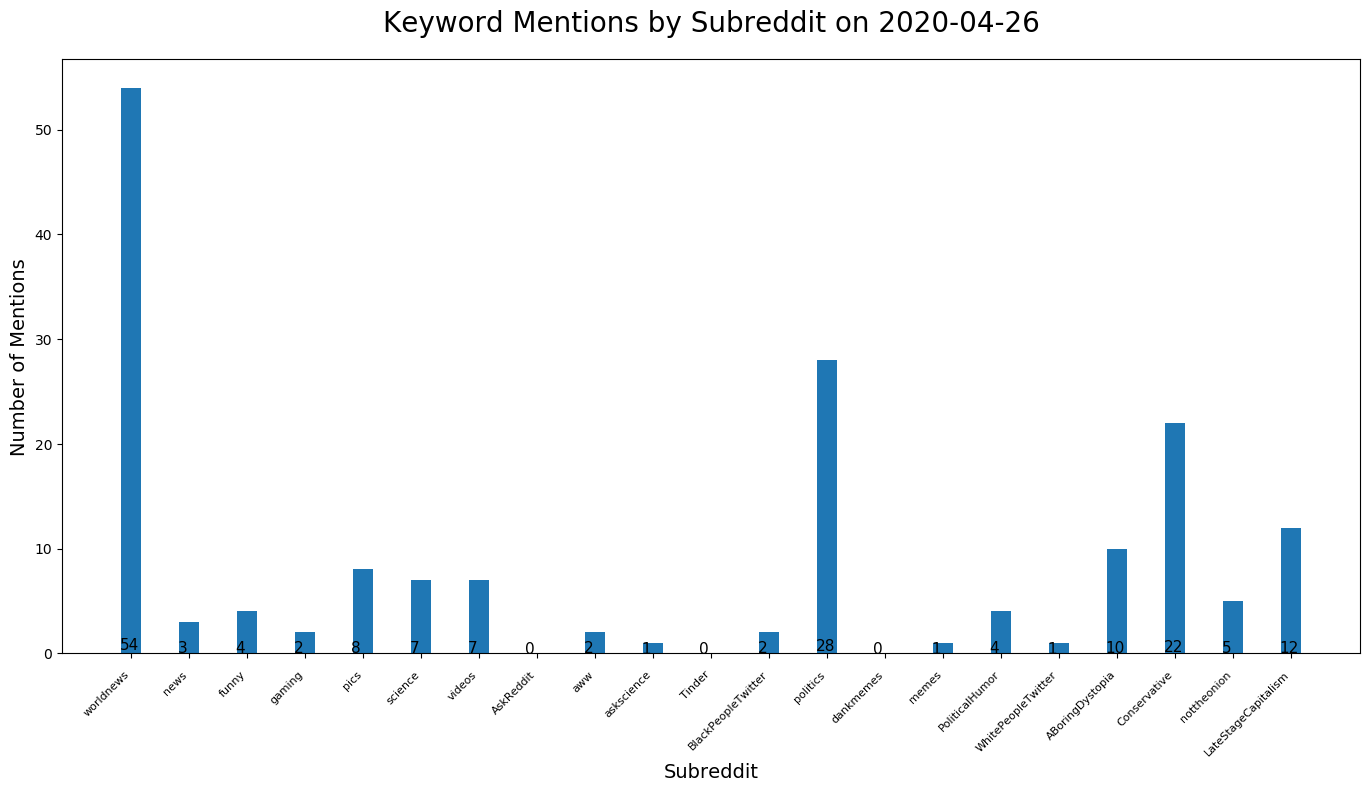 Keyword Mentions by Subreddit on 2020-04-26
Number of Mentions
50
40
30
20
10
0
54 3 4 2 8 7 7 0 2 1 0 2 28 0 1 4 1 10 22 5 12
worldnews
news
funny
gaming
pics
science
videos
AskReddit
aww
askscience
Tinder
BlackPeopleTwitter
politics
dankmemes
memes
PoliticalHumor
WhitePeopleTwitter
ABoringDystopia
Conservative
nottheonion
LateStageCapitalism
Subreddit